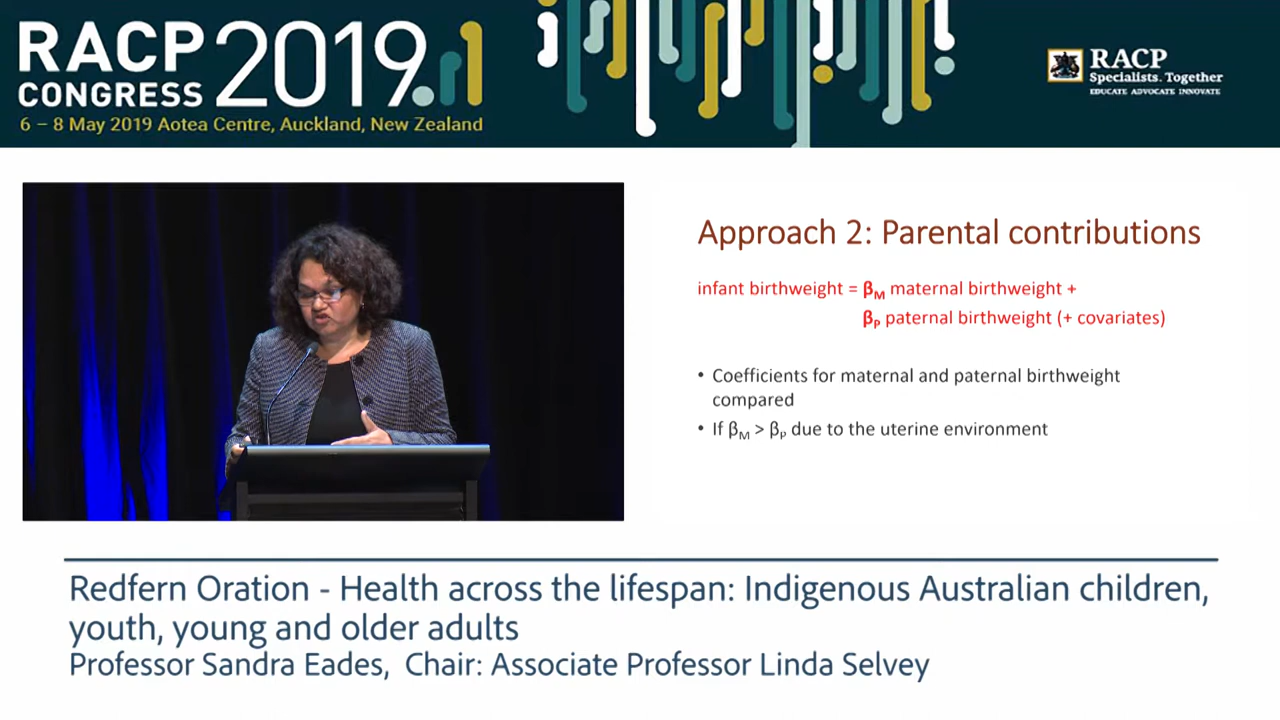 RACP
CONGRESS 2019
6 – 8 May 2019 Aotea Centre, Auckland, New Zealand
RACP
Specialists. Together
EDUCATE ADVOCATE INNOVATE
Approach 2: Parental contributions
infant birthweight = βM maternal birthweight +
βP paternal birthweight (+ covariates)
• Coefficients for maternal and paternal birthweight
compared
• If βM > βP due to the uterine environment
Redfern Oration - Health across the lifespan: Indigenous Australian children,
youth, young and older adults
Professor Sandra Eades, Chair: Associate Professor Linda Selvey